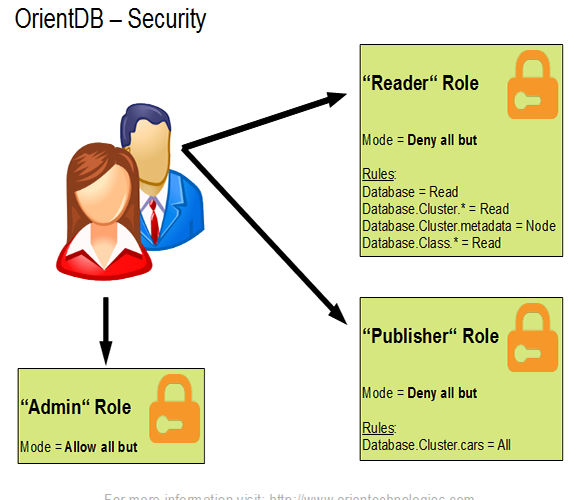 OrientDB – Security
“Reader“ Role
Mode = Deny all but
Rules:
Database = Read
Database.Cluster.* = Read
Database.Cluster.metadata = Node
Database.Class.* = Read
“Publisher“ Role
Mode = Deny all but
Rules:
Database.Cluster.cars = All
“Admin“ Role
Mode = Allow all but
For more information visit: http://www.orientechnologies.com